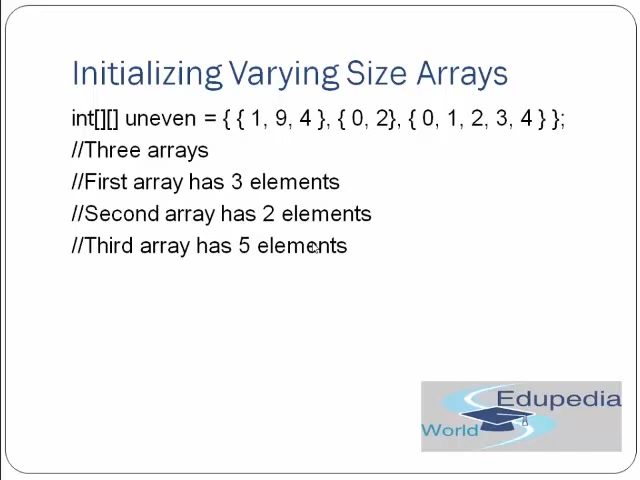 Initializing Varying Size Arrays
int[][] uneven = { { 1, 9, 4 }, { 0, 2}, { 0, 1, 2, 3, 4 } };
//Three arrays
//First array has 3 elements
//Second array has 2 elements
//Third array has 5 elements
Edupedia
World